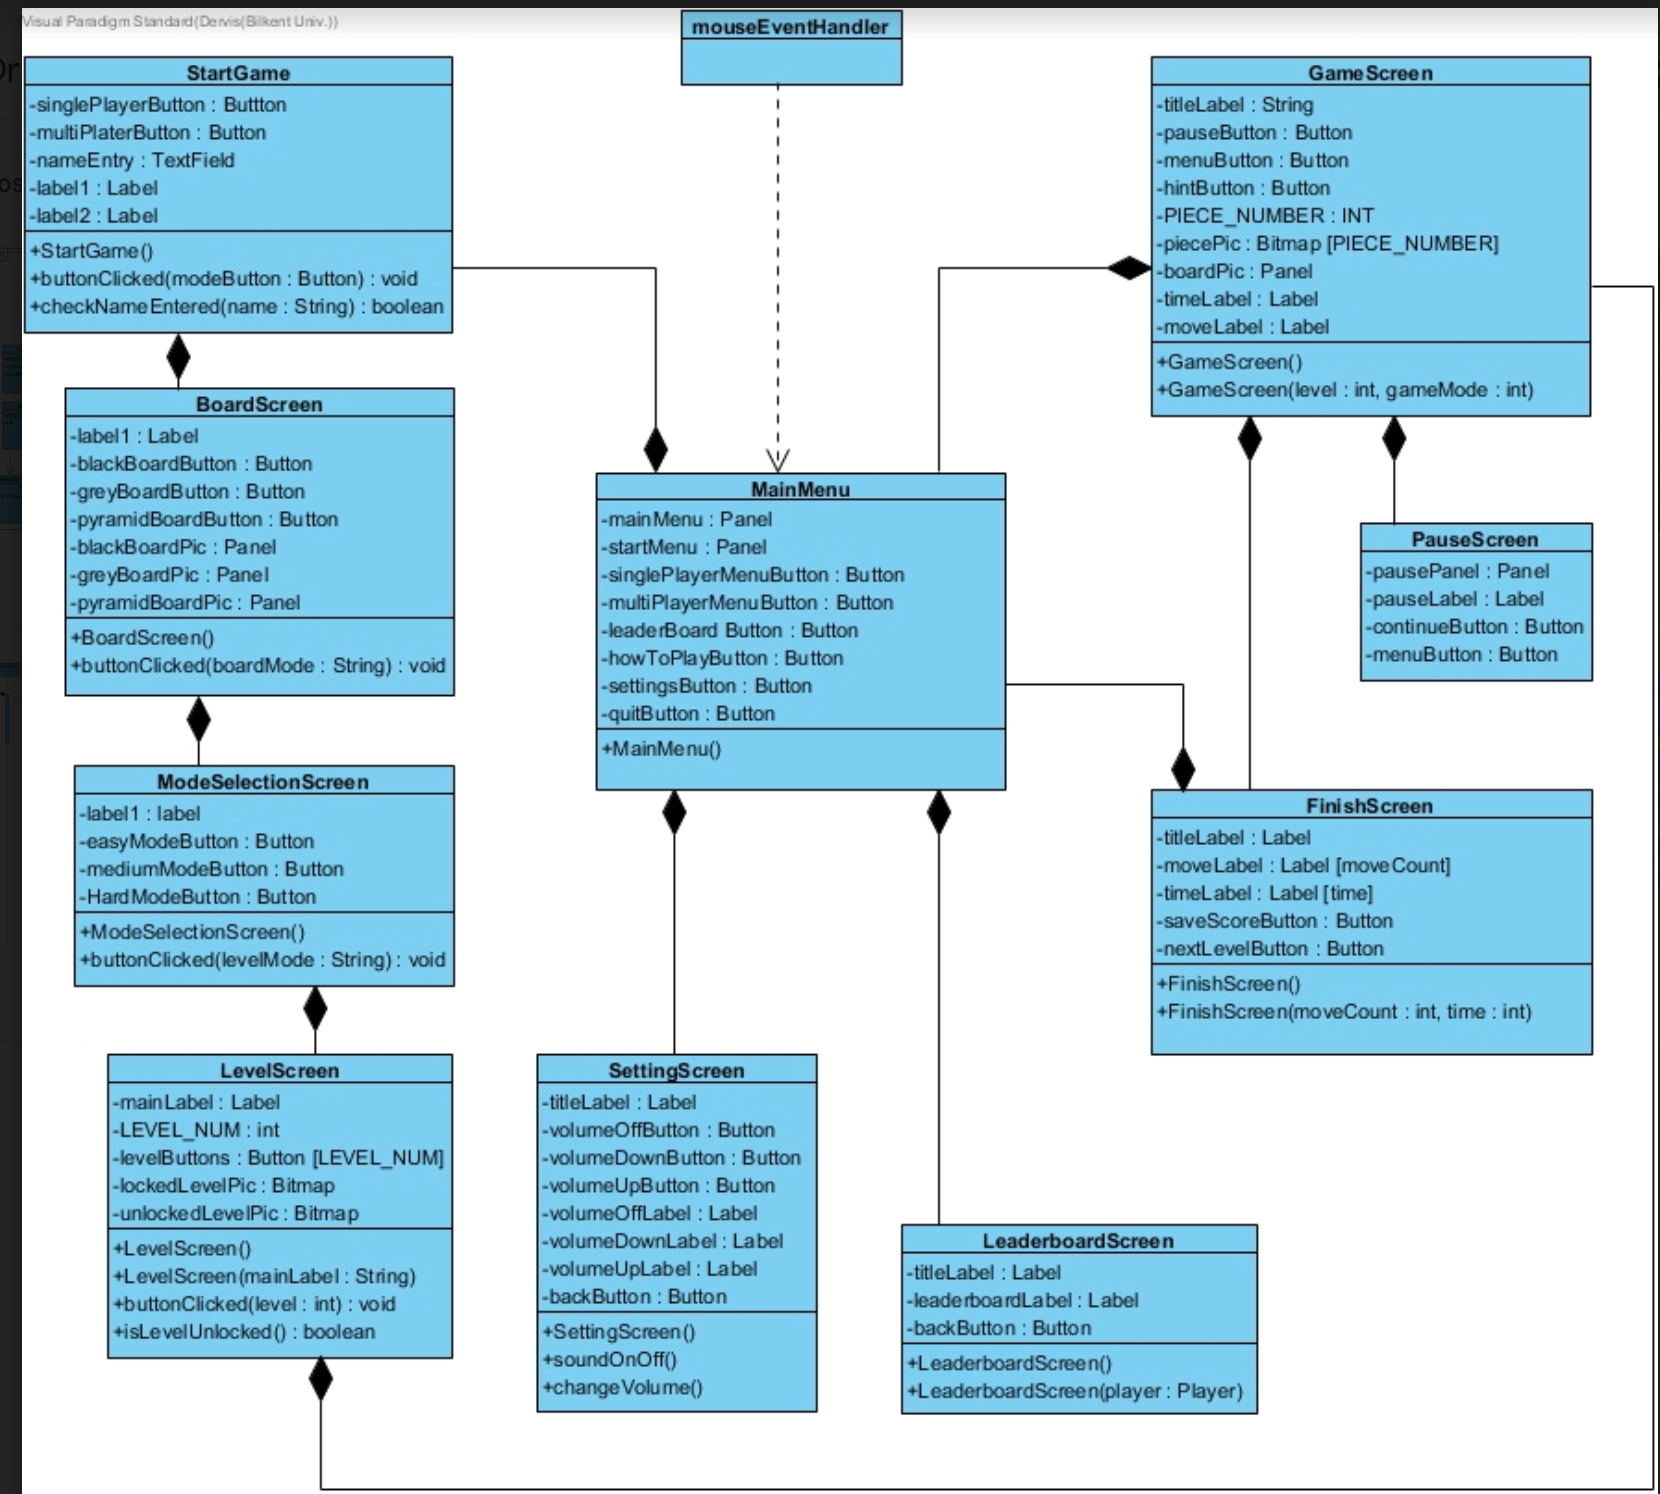 Visual Paradigm Standard(Dervis(Bilkent Univ.))
mouseEventHandler
StartGame
-singlePlayerButton : Buttton
-multiPlaterButton : Button
-nameEntry : TextField
-label1 : Label
-label2 : Label
+StartGame()
+buttonClicked(modeButton : Button) : void
+checkNameEntered(name : String) : boolean
GameScreen
-titleLabel : String
-pauseButton : Button
-menuButton : Button
-hintButton : Button
-PIECE_NUMBER : INT
-piecePic : Bitmap [PIECE_NUMBER]
-boardPic : Panel
-timeLabel : Label
-moveLabel : Label
+GameScreen()
+GameScreen(level : int, gameMode : int)
BoardScreen
-label1 : Label
-blackBoardButton : Button
-greyBoardButton : Button
-pyramidBoardButton : Button
-blackBoardPic : Panel
-greyBoardPic : Panel
-pyramidBoardPic : Panel
+BoardScreen()
+buttonClicked(boardMode : String) : void
MainMenu
-mainMenu : Panel
-startMenu : Panel
-singlePlayerMenuButton : Button
-multiPlayerMenuButton : Button
-leaderBoard Button : Button
-howToPlayButton : Button
-settingsButton : Button
-quitButton : Button
+MainMenu()
PauseScreen
-pausePanel : Panel
-pauseLabel : Label
-continueButton : Button
-menuButton : Button
ModeSelectionScreen
-label1 : label
-easyModeButton : Button
-mediumModeButton : Button
-HardModeButton : Button
+ModeSelectionScreen()
+buttonClicked(levelMode : String) : void
FinishScreen
-titleLabel : Label
-moveLabel : Label [moveCount]
-timeLabel : Label [time]
-saveScoreButton : Button
-nextLevelButton : Button
+FinishScreen()
+FinishScreen(moveCount : int, time : int)
LevelScreen
-mainLabel : Label
-LEVEL_NUM : int
-levelButtons : Button [LEVEL_NUM]
-lockedLevelPic : Bitmap
-unlockedLevelPic : Bitmap
+LevelScreen()
+LevelScreen(mainLabel : String)
+buttonClicked(level : int) : void
+isLevelUnlocked() : boolean
SettingScreen
-titleLabel : Label
-volumeOffButton : Button
-volumeDownButton : Button
-volumeUpButton : Button
-volumeOffLabel : Label
-volumeDownLabel : Label
-volumeUpLabel : Label
-backButton : Button
+SettingScreen()
+soundOnOff()
+changeVolume()
LeaderboardScreen
-titleLabel : Label
-leaderboardLabel : Label
-backButton : Button
+LeaderboardScreen()
+LeaderboardScreen(player : Player)